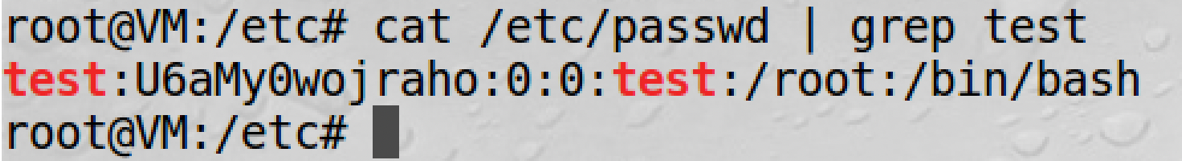 root@VM:/etc# cat /etc/passwd | grep test
test:U6aMy0wojraho:0:0:test:/root:/bin/bash
root@VM:/etc#